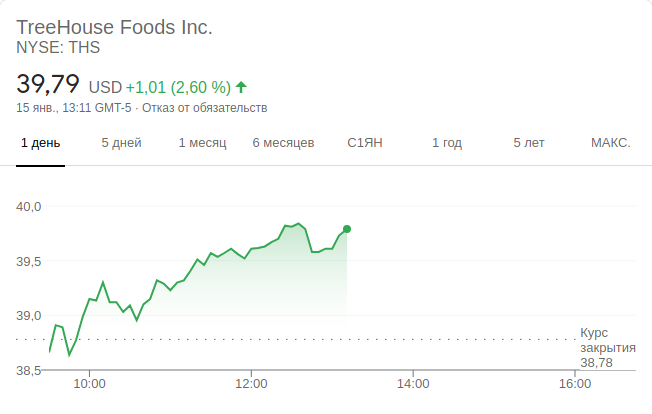 TreeHouse Foods Inc.
NYSE: THS
39,79 USD +1,01 (2,60 %)
15 янв., 13:11 GMT-5 · Отказ от обязательств
1 день 5 дней 1 месяц 6 месяцев С1ЯН 1 год 5 лет МАКС.
40,0
39,5
39,0
Курс
закрытия
38,78
38,5
10:00 12:00 14:00 16:00